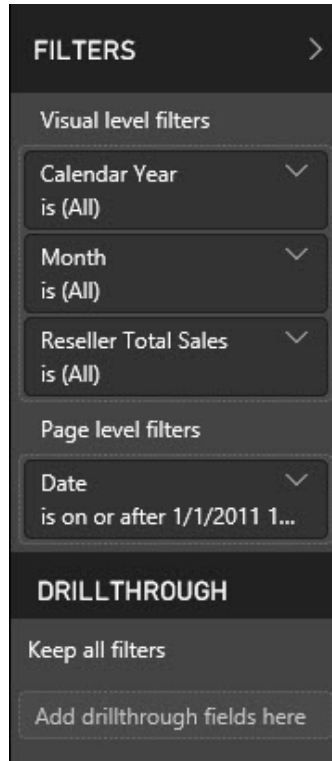 FILTERS
Visual level filters
Calendar Year
is (All)
Month
is (All)
Reseller Total Sales
is (All)
Page level filters
Date
is on or after 1/1/2011 1...
DRILLTHROUGH
Keep all filters
Add drillthrough fields here